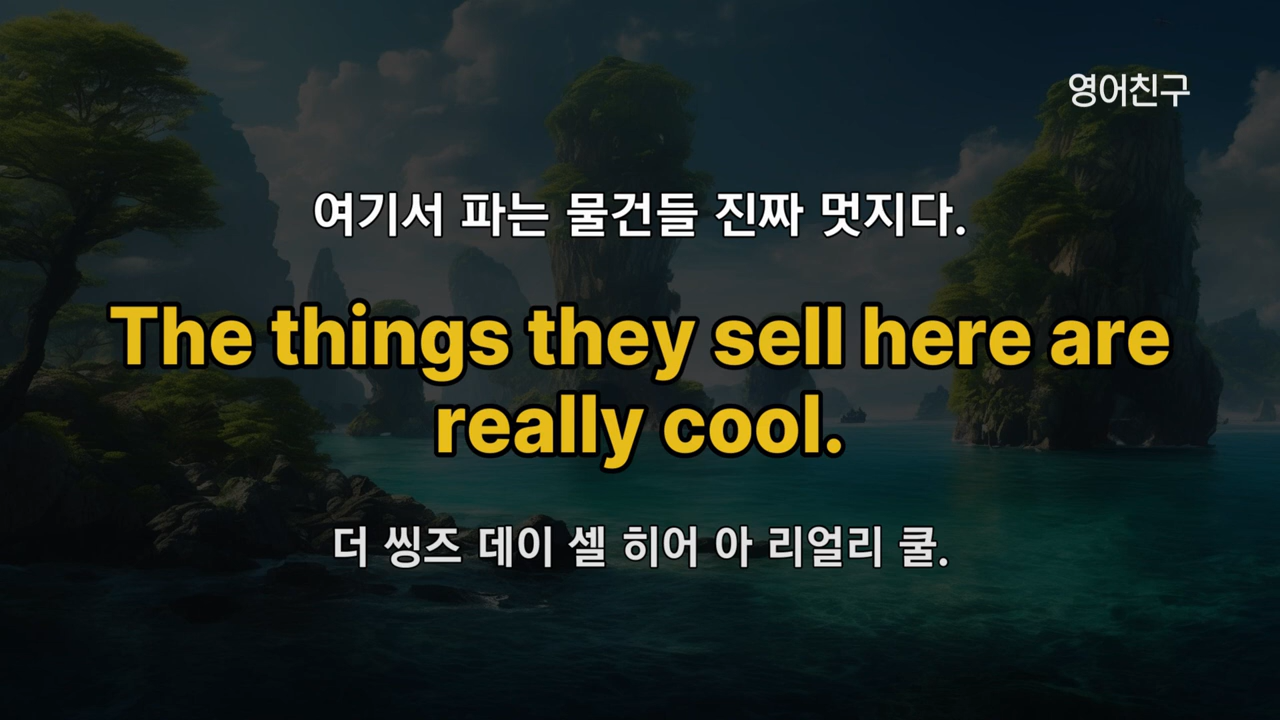 영어친구
여기서 파는 물건들 진짜 멋지다.
The things they sell here are
really cool.
더 씽즈 데이 셀 히어 아 리얼리 쿨.